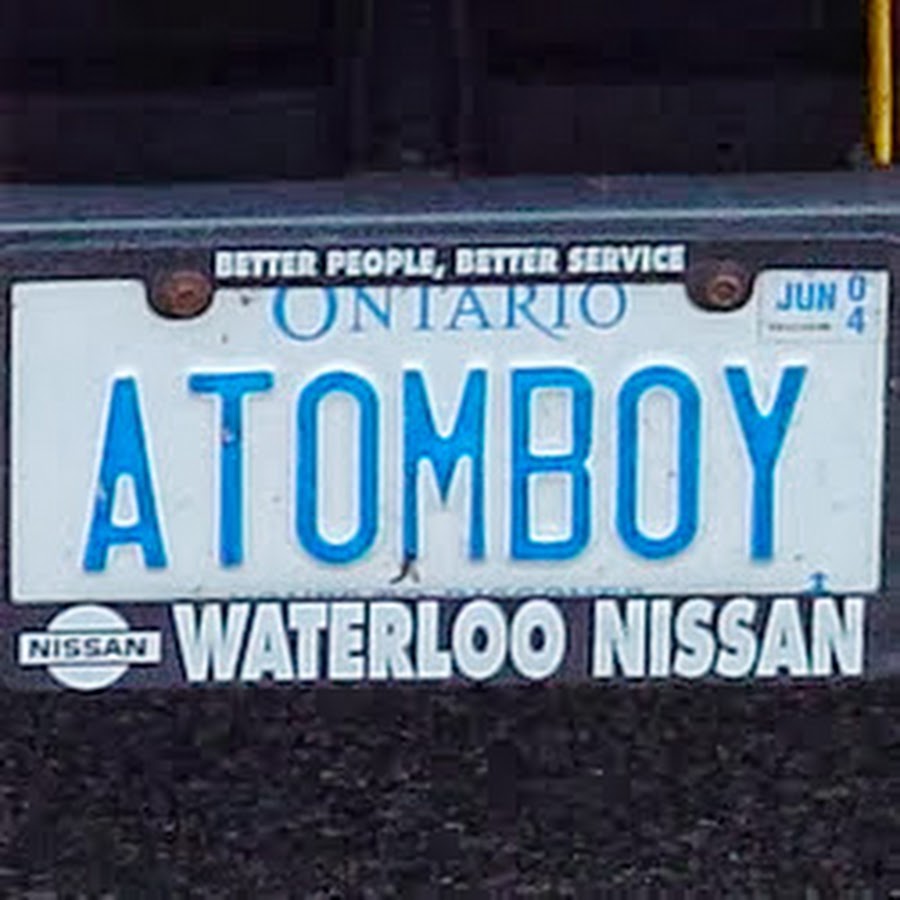 BETTER PEOPLE, BETTER SERVICE
ONTARIO
JUN 04
ATOMBOY
NISSAN
WATERLOO NISSAN